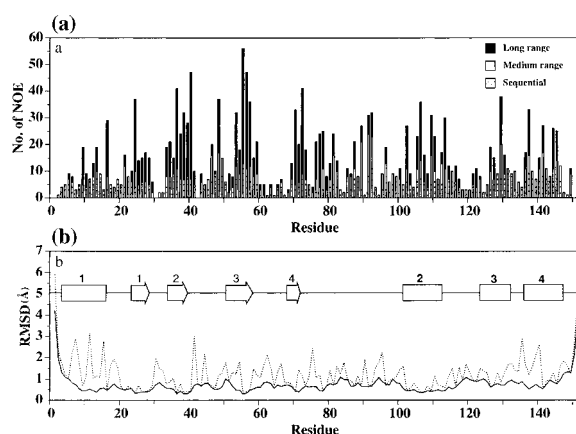 (a)
a
60
50
40
30
20
10
0
No. of NOE
Long range
Medium range
Sequential
0 20 40 60 80 100 120 140
Residue
(b)
b
7
6
5
4
3
2
1
0
RMSD(Å)
1 1 2 3 4 2 3 4
0 20 40 60 80 100 120 140
Residue